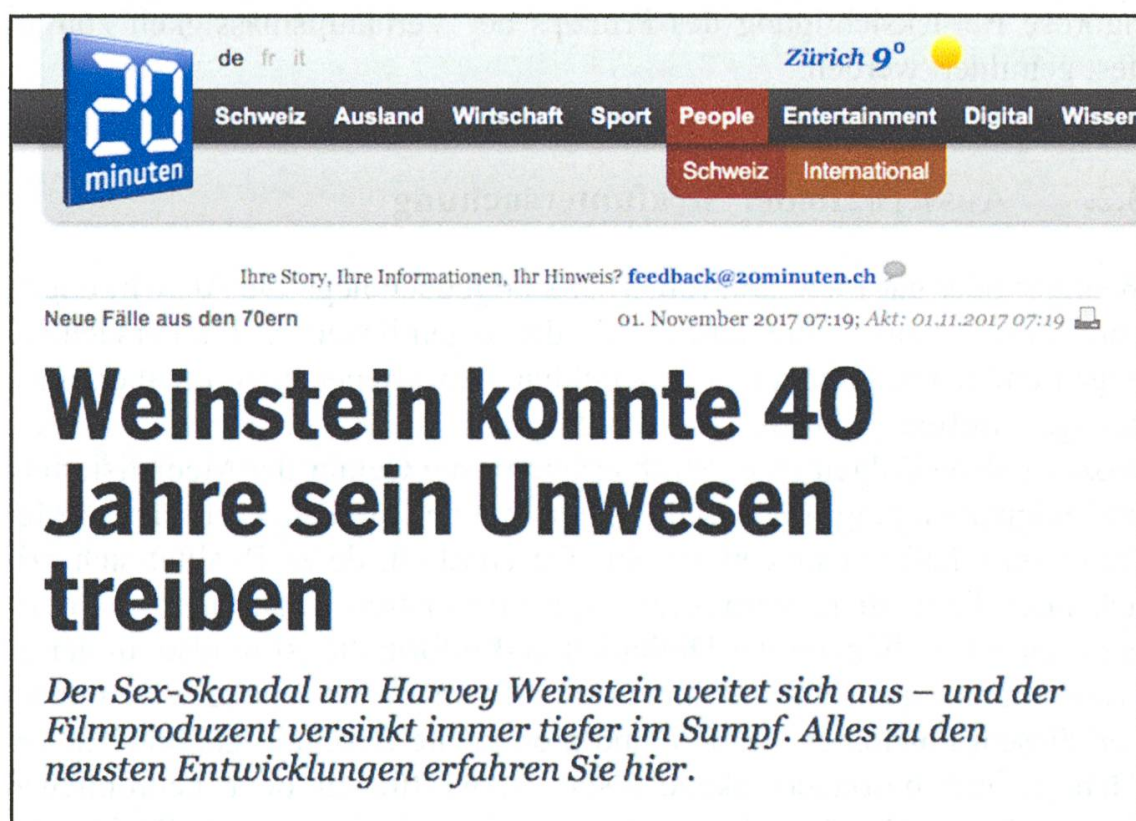 20
minuten
de fr it
Zürich 9°
Schweiz Ausland Wirtschaft Sport People Entertainment Digital Wissen
Schweiz International
Ihre Story, Ihre Informationen, Ihr Hinweis? feedback@20minuten.ch
Neue Fälle aus den 70ern 01. November 2017 07:19; Akt: 01.11.2017 07:19
Weinstein konnte 40
Jahre sein Unwesen
treiben
Der Sex-Skandal um Harvey Weinstein weitet sich aus – und der
Filmproduzent versinkt immer tiefer im Sumpf. Alles zu den
neusten Entwicklungen erfahren Sie hier.